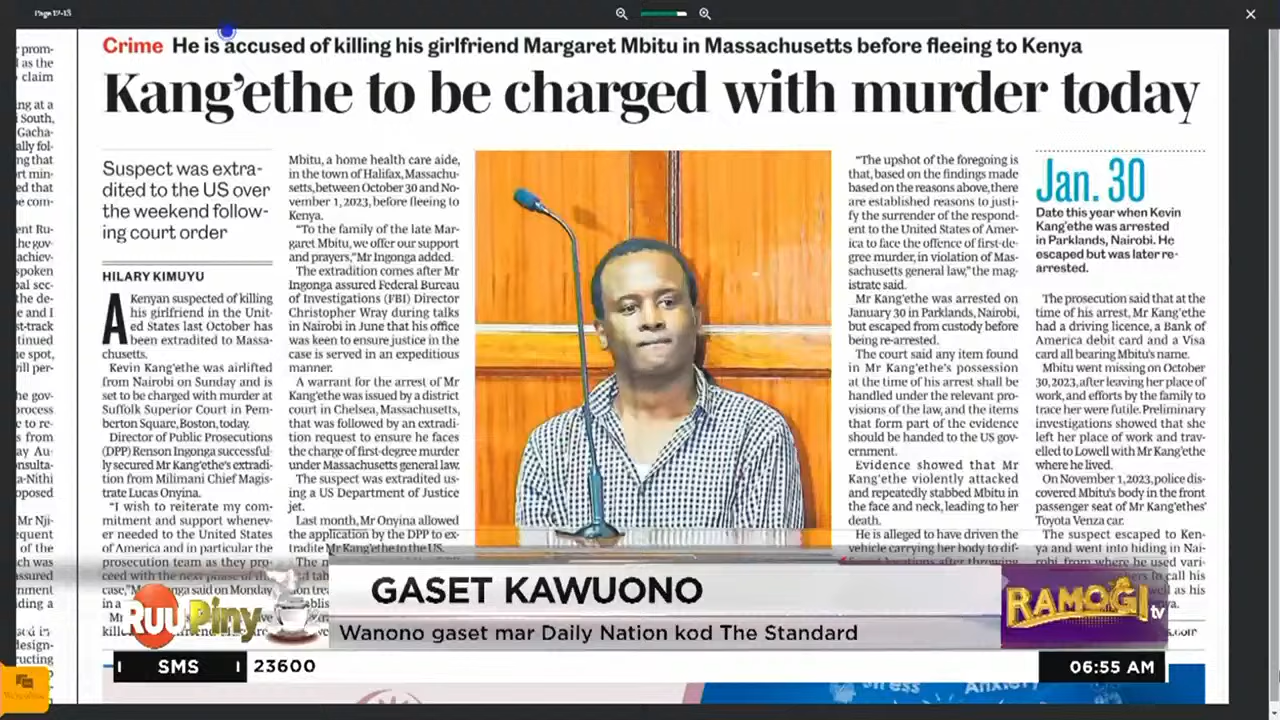 Page 12-13
Crime He is accused of killing his girlfriend Margaret Mbitu in Massachusetts before fleeing to Kenya
Kang'ethe to be charged with murder today
Suspect was extra-
dited to the US over
the weekend follow-
ing court order
HILARY KIMUYU
A Kenyan suspected of killing
his girlfriend in the Unit-
ed States last October has
been extradited to Massa-
chusetts.
Kevin Kang'ethe was airlifted
from Nairobi on Sunday and is
set to be charged with murder at
Suffolk Superior Court in Pem-
berton Square, Boston, today.
Director of Public Prosecutions
(DPP) Renson Ingonga successful-
ly secured Mr Kang'ethe's extradi-
tion from Milimani Chief Magis-
trate Lucas Onyina.
"I wish to reiterate my com-
mitment and support whenev-
er needed to the United States
of America and in particular the
prosecution team as they pro-
Mbitu, a home health care aide,
in the town of Halifax, Massachu-
setts, between October 30 and No-
vember 1, 2023, before fleeing to
Kenya.
"To the family of the late Mar-
garet Mbitu, we offer our support
and prayers," Mr Ingonga added.
The extradition comes after Mr
Ingonga assured Federal Bureau
of Investigations (FBI) Director
Christopher Wray during talks
in Nairobi in June that his office
was keen to ensure justice in the
case is served in an expeditious
manner.
A warrant for the arrest of Mr
Kang'ethe was issued by a district
court in Chelsea, Massachusetts,
that was followed by an extradi-
tion request to ensure he faces
the charge of first-degree murder
under Massachusetts general law.
The suspect was extradited us-
ing a US Department of Justice
jet.
Last month, Mr Onyina allowed
the application by the DPP to ex-
tradite Mr Kang'ethe to the US.
"The upshot of the foregoing is
that, based on the findings made
based on the reasons above, there
are established reasons to justi-
fy the surrender of the respond-
ent to the United States of Amer-
ica to face the offence of first-de-
gree murder, in violation of Mas-
sachusetts general law," the mag-
istrate said.
Mr Kang'ethe was arrested on
January 30 in Parklands, Nairobi,
but escaped from custody before
being re-arrested.
The court said any item found
in Mr Kang'ethe's possession
at the time of his arrest shall be
handled under the relevant pro-
visions of the law, and the items
that form part of the evidence
should be handed to the US gov-
ernment.
Evidence showed that Mr
Kang'ethe violently attacked
and repeatedly stabbed Mbitu in
the face and neck, leading to her
death.
He is alleged to have driven the
vehicle carrying her body to dif-
Jan. 30
Date this year when Kevin
Kang'ethe was arrested
in Parklands, Nairobi. He
escaped but was later re-
arrested.
The prosecution said that at the
time of his arrest, Mr Kang'ethe
had a driving licence, a Bank of
America debit card and a Visa
card all bearing Mbitu's name.
Mbitu went missing on October
30, 2023, after leaving her place of
work, and efforts by the family to
trace her were futile. Preliminary
investigations showed that she
left her place of work and trav-
elled to Lowell with Mr Kang'ethe
where he lived.
On November 1, 2023, police dis-
covered Mbitu's body in the front
passenger seat of Mr Kang'ethes'
Toyota Venza car.
The suspect escaped to Ken-
ya and went into hiding in Nai-
Ruu Piny
GASET KAWUONO
Wanono gaset mar Daily Nation kod The Standard
RAMOGI tv
SMS 23600
06:55 AM